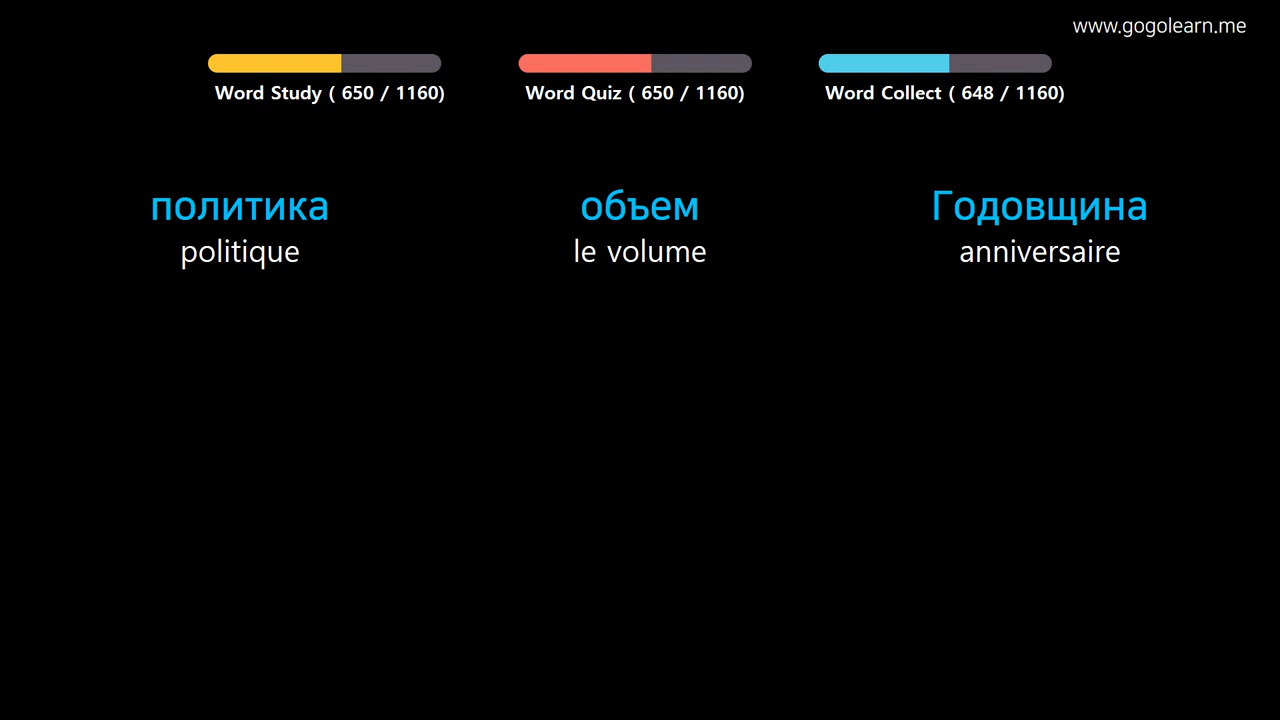 www.gogolearn.me
Word Study ( 650 / 1160)
Word Quiz ( 650 / 1160)
Word Collect ( 648 / 1160)
политика
politique
объем
le volume
Годовщина
anniversaire